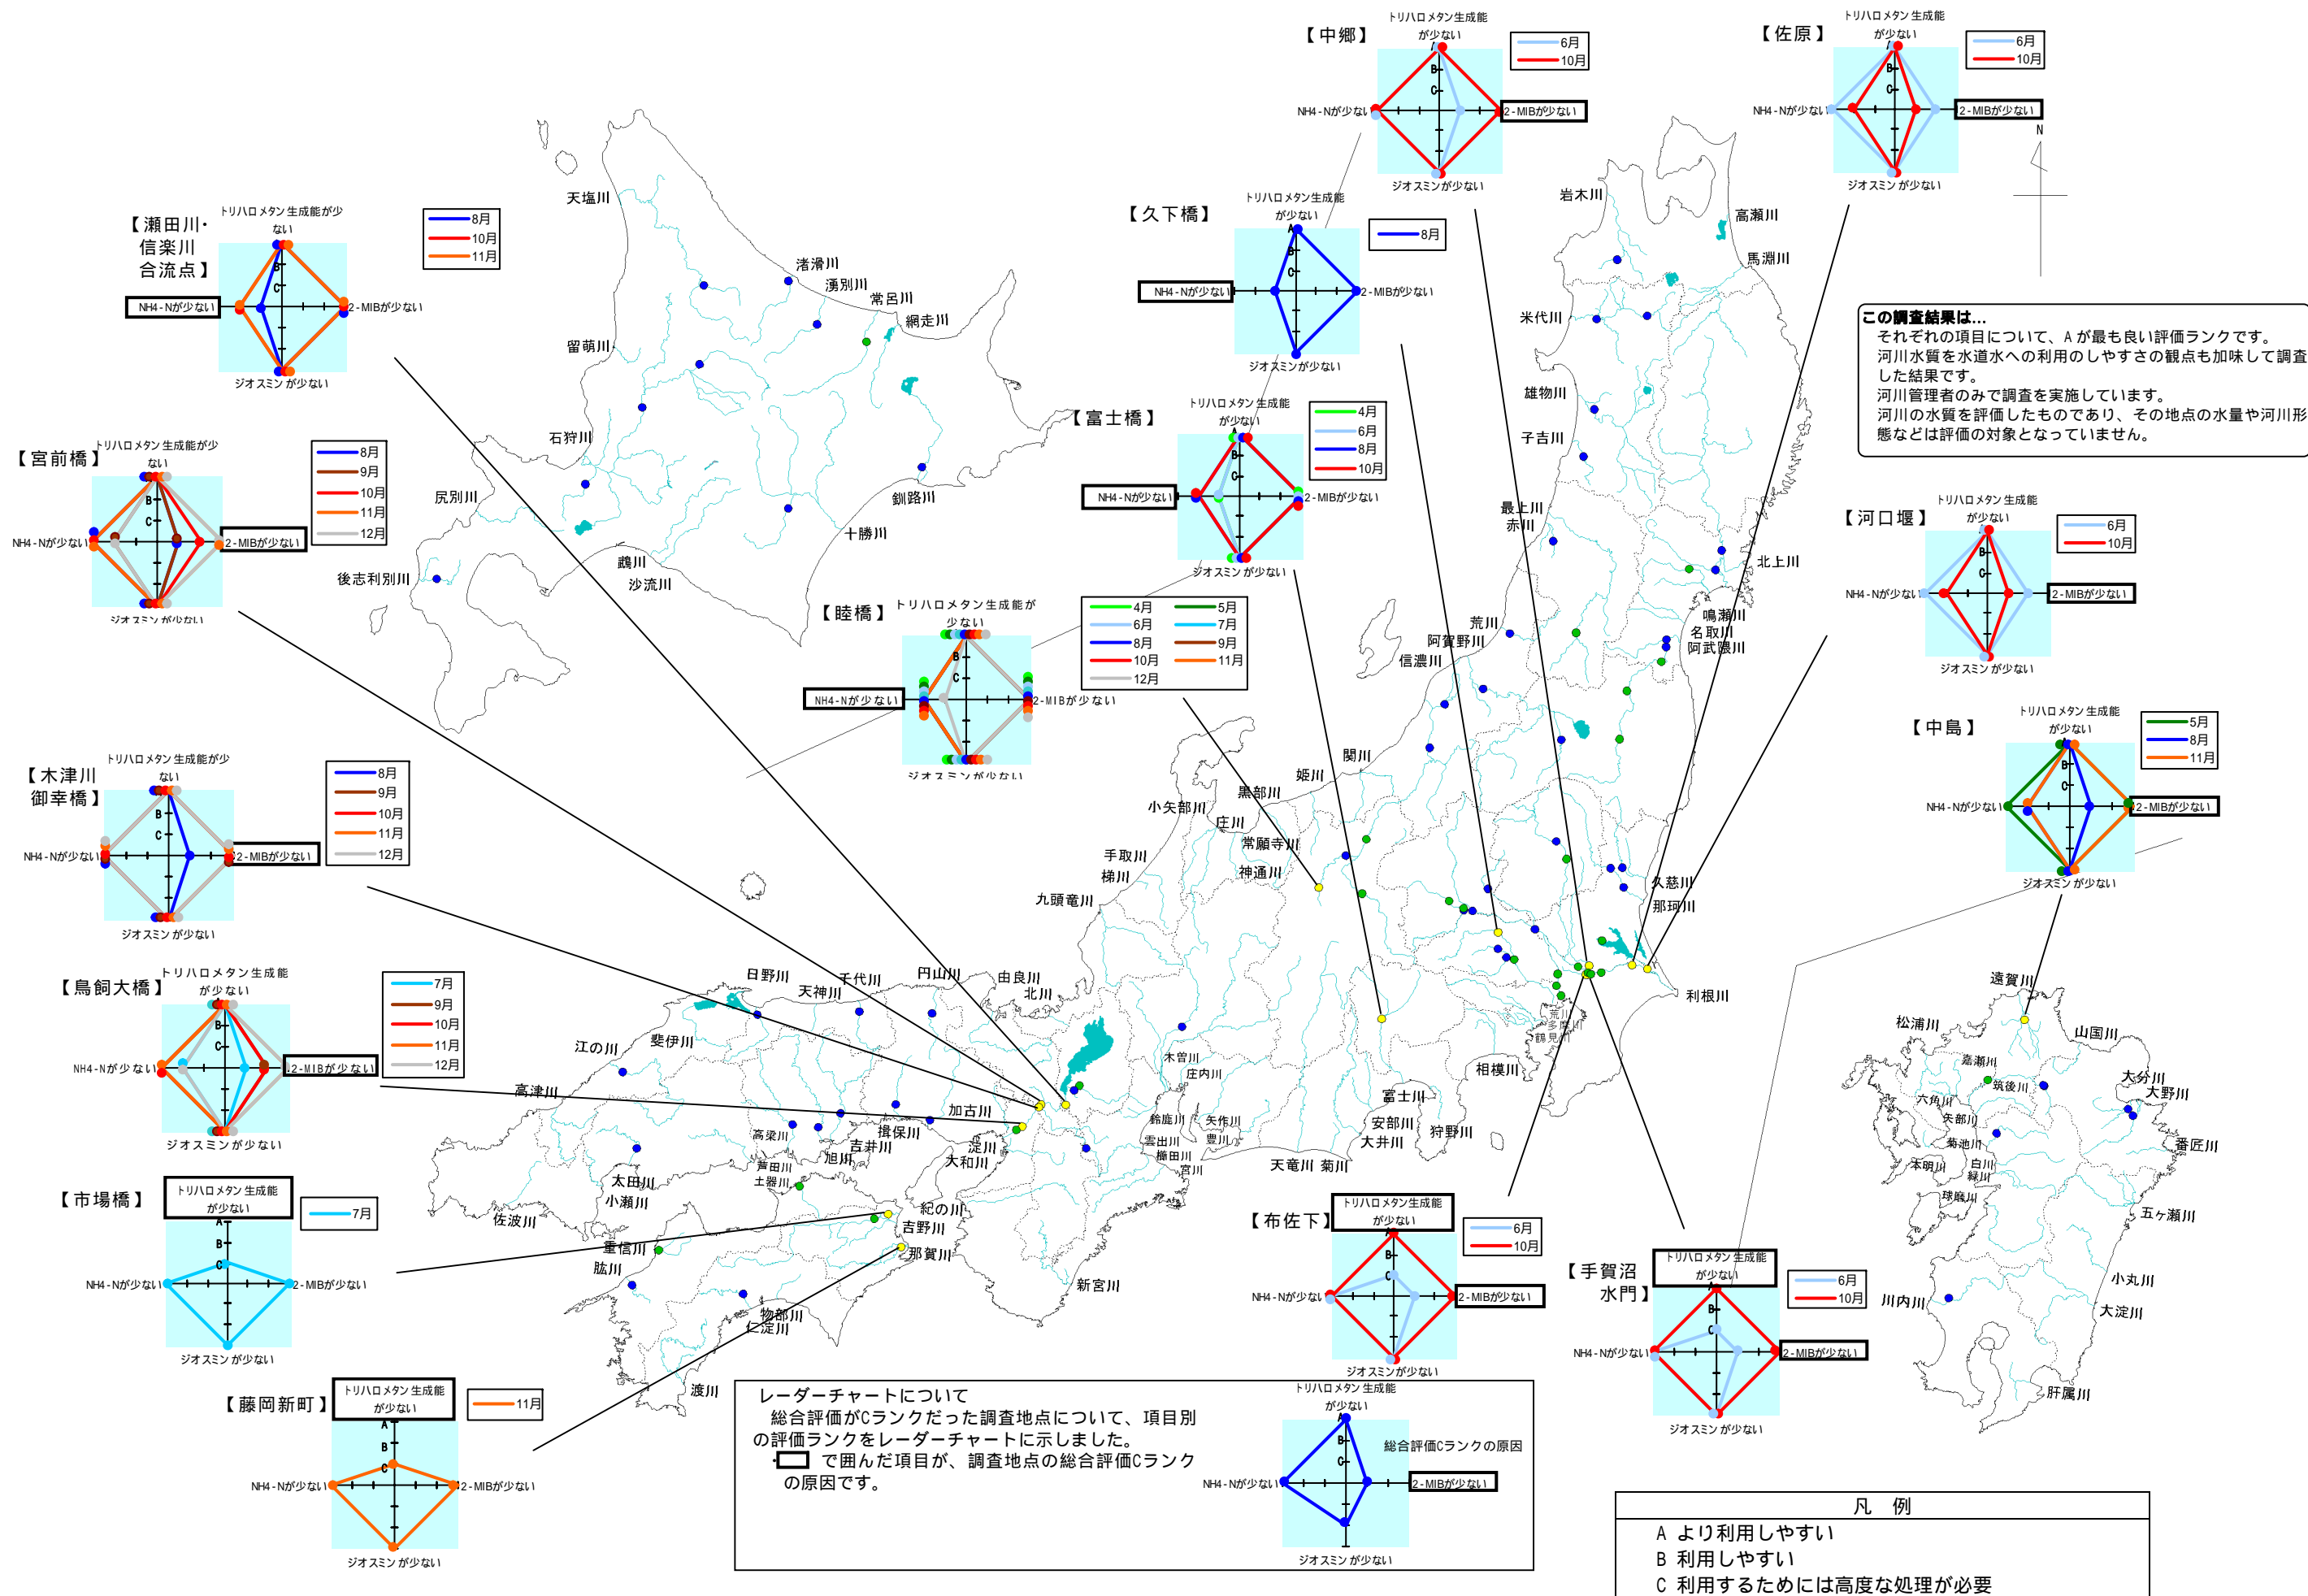 【中郷】
トリハロメタン生成能
が少ない
A
B
C
NH4-Nが少ない
2-MIBが少ない
ジオスミンが少ない
6月
10月
【佐原】
トリハロメタン生成能
が少ない
A
B
C
NH4-Nが少ない
2-MIBが少ない
ジオスミンが少ない
6月
10月
N
【瀬田川・
信楽川
合流点】
トリハロメタン生成能が少
ない
B
C
NH4-Nが少ない
2-MIBが少ない
ジオスミンが少ない
8月
10月
11月
【久下橋】
トリハロメタン生成能
が少ない
A
B
C
NH4-Nが少ない
2-MIBが少ない
ジオスミンが少ない
8月
この調査結果は...
それぞれの項目について、Aが最も良い評価ランクです。
河川水質を水道水への利用のしやすさの観点も加味して調査
した結果です。
河川管理者のみで調査を実施しています。
河川の水質を評価したものであり、その地点の水量や河川形
態などは評価の対象となっていません。
【宮前橋】
トリハロメタン生成能が少
ない
B
C
NH4-Nが少ない
2-MIBが少ない
ジオスミンが少ない
8月
9月
10月
11月
12月
【富士橋】
トリハロメタン生成能
が少ない
A
B
C
NH4-Nが少ない
2-MIBが少ない
ジオスミンが少ない
4月
6月
8月
10月
【河口堰】
トリハロメタン生成能
が少ない
B
C
NH4-Nが少ない
2-MIBが少ない
ジオスミンが少ない
6月
10月
【睦橋】
トリハロメタン生成能が
少ない
B
C
NH4-Nが少ない
2-MIBが少ない
ジオスミンが少ない
4月 5月
6月 7月
8月 9月
10月 11月
12月
【中島】
トリハロメタン生成能
が少ない
B
C
NH4-Nが少ない
2-MIBが少ない
ジオスミンが少ない
5月
8月
11月
【木津川
御幸橋】
トリハロメタン生成能が少
ない
B
C
NH4-Nが少ない
2-MIBが少ない
ジオスミンが少ない
8月
9月
10月
11月
12月
【鳥飼大橋】
トリハロメタン生成能
が少ない
B
C
NH4-Nが少ない
2-MIBが少ない
ジオスミンが少ない
7月
9月
10月
11月
12月
【市場橋】
トリハロメタン生成能
が少ない
A
B
C
NH4-Nが少ない
2-MIBが少ない
ジオスミンが少ない
7月
【藤岡新町】
トリハロメタン生成能
が少ない
A
B
C
NH4-Nが少ない
2-MIBが少ない
ジオスミンが少ない
11月
【布佐下】
トリハロメタン生成能
が少ない
A
B
C
NH4-Nが少ない
2-MIBが少ない
ジオスミンが少ない
6月
10月
【手賀沼
水門】
トリハロメタン生成能
が少ない
A
B
C
NH4-Nが少ない
2-MIBが少ない
ジオスミンが少ない
6月
10月
天塩川
渚滑川
湧別川
常呂川
網走川
留萌川
石狩川
尻別川
後志利別川
鵡川
沙流川
十勝川
釧路川
岩木川
高瀬川
馬淵川
米代川
雄物川
子吉川
最上川
赤川
北上川
鳴瀬川
名取川
阿武隈川
荒川
阿賀野川
信濃川
関川
姫川
黒部川
小矢部川
庄川
常願寺川
神通川
手取川
梯川
九頭竜川
久慈川
那珂川
利根川
荒川
多摩川
鶴見川
相模川
富士川
安部川
大井川
狩野川
天竜川
菊川
木曽川
庄内川
鈴鹿川
矢作川
豊川
雲出川
櫛田川
宮川
由良川
北川
円山川
千代川
天神川
日野川
斐伊川
江の川
高津川
加古川
揖保川
吉井川
旭川
高梁川
芦田川
土器川
太田川
小瀬川
佐波川
淀川
大和川
紀の川
吉野川
那賀川
新宮川
重信川
肱川
物部川
仁淀川
渡川
遠賀川
山国川
松浦川
嘉瀬川
筑後川
六角川
矢部川
菊池川
本明川
白川
緑川
球磨川
大分川
大野川
番匠川
五ヶ瀬川
小丸川
大淀川
川内川
肝属川
レーダーチャートについて
総合評価がCランクだった調査地点について、項目別
の評価ランクをレーダーチャートに示しました。
・ で囲んだ項目が、調査地点の総合評価Cランク
の原因です。
トリハロメタン生成能
が少ない
A
B
C
総合評価Cランクの原因
NH4-Nが少ない
2-MIBが少ない
ジオスミンが少ない
凡 例
A より利用しやすい
B 利用しやすい
C 利用するためには高度な処理が必要